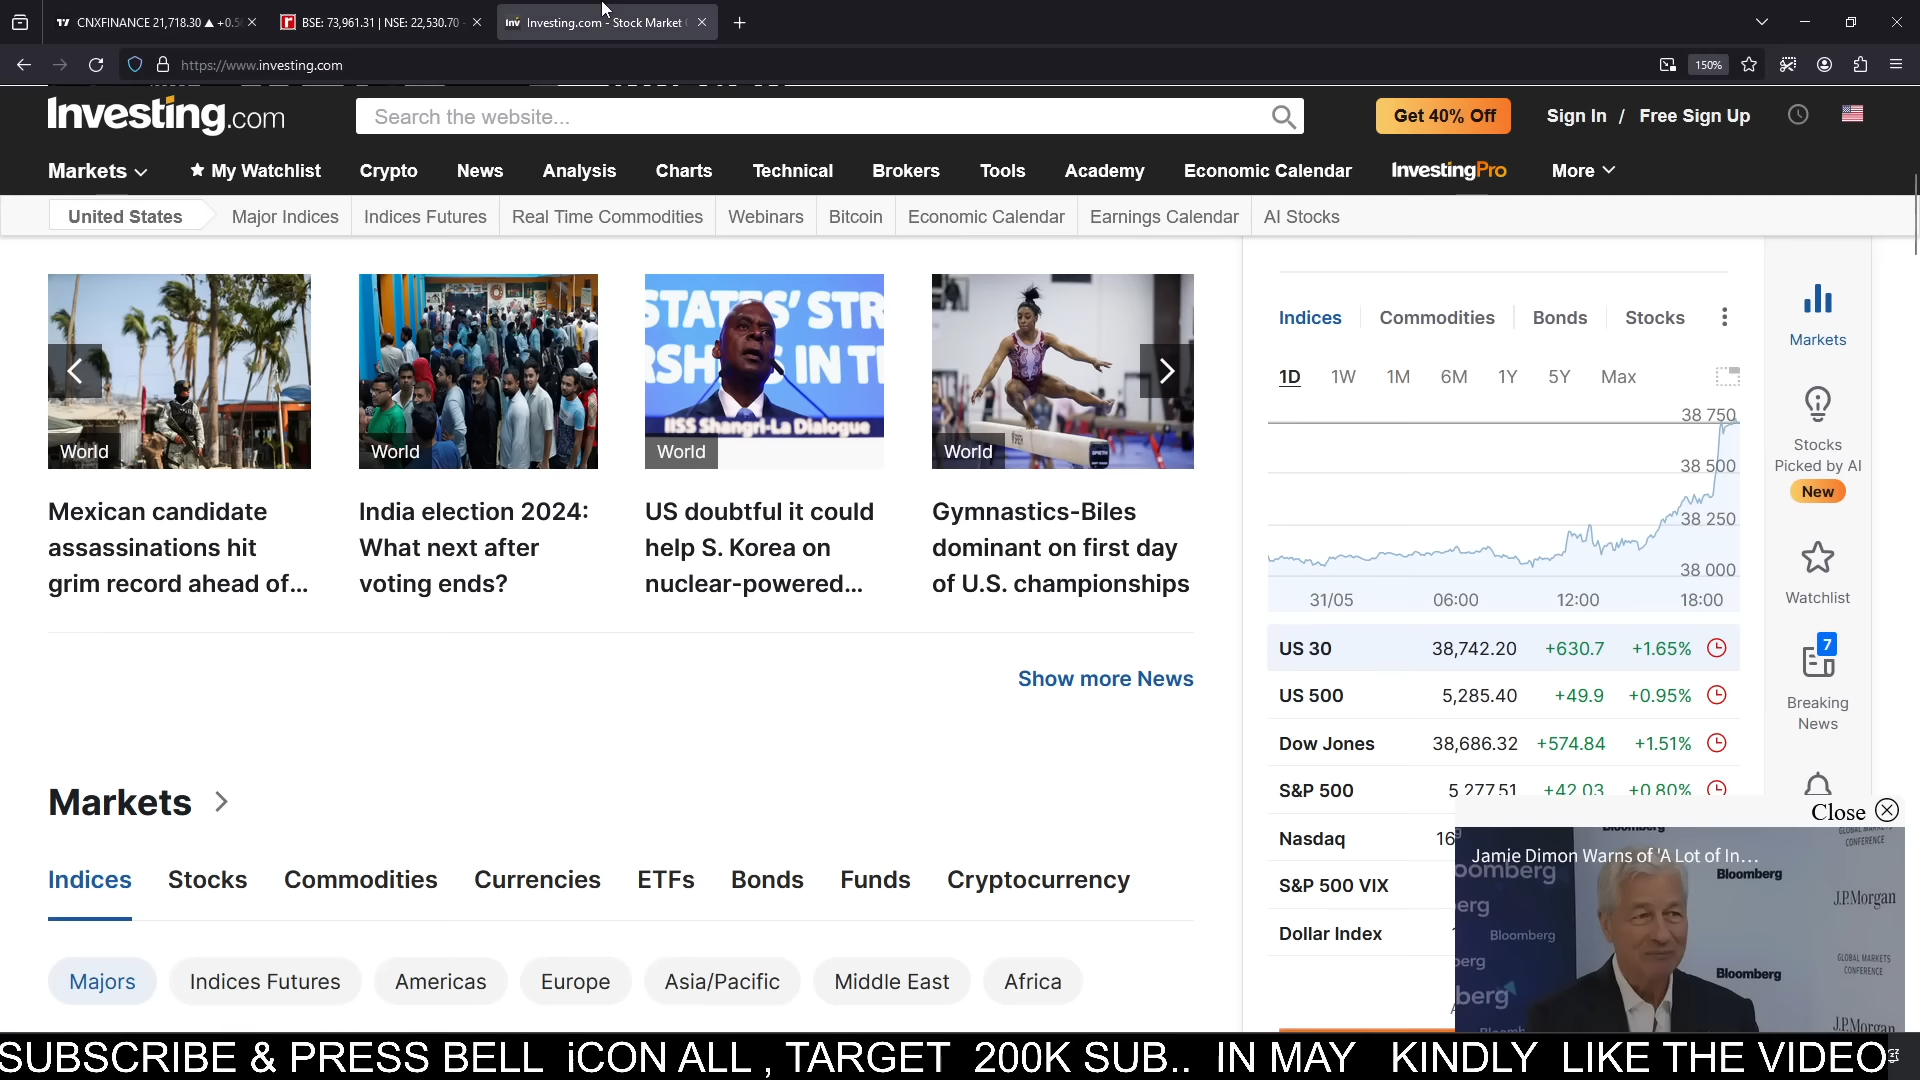 CNXFINANCE 21,718.30 ▲ +0.5
BSE: 73,961.31 | NSE: 22,530.70
Investing.com - Stock Market
https://www.investing.com
150%
Investing.com
Search the website...
Get 40% Off
Sign In / Free Sign Up
Markets
My Watchlist
Crypto
News
Analysis
Charts
Technical
Brokers
Tools
Academy
Economic Calendar
InvestingPro
More
United States
Major Indices
Indices Futures
Real Time Commodities
Webinars
Bitcoin
Economic Calendar
Earnings Calendar
AI Stocks
World
Mexican candidate
assassinations hit
grim record ahead of...
World
India election 2024:
What next after
voting ends?
STATES' STR
IISS Shangri-La Dialogue
World
US doubtful it could
help S. Korea on
nuclear-powered...
World
Gymnastics-Biles
dominant on first day
of U.S. championships
Show more News
Markets
Indices
Stocks
Commodities
Currencies
ETFs
Bonds
Funds
Cryptocurrency
Majors
Indices Futures
Americas
Europe
Asia/Pacific
Middle East
Africa
Indices
Commodities
Bonds
Stocks
1D 1W 1M 6M 1Y 5Y Max
38 750
38 500
38 250
38 000
31/05 06:00 12:00 18:00
US 30 38,742.20 +630.7 +1.65%
US 500 5,285.40 +49.9 +0.95%
Dow Jones 38,686.32 +574.84 +1.51%
S&P 500 5,277.51 +42.03 +0.80%
Nasdaq 16
S&P 500 VIX
Dollar Index
Markets
Stocks
Picked by AI
New
Watchlist
7
Breaking
News
Close
Jamie Dimon Warns of 'A Lot of In...
Bloomberg
J.P.Morgan
Bloomberg
GLOBAL MARKETS
CONFERENCE
Bloomberg
J.P.Morgan
SUBSCRIBE & PRESS BELL iCON ALL , TARGET 200K SUB.. IN MAY KINDLY LIKE THE VIDEO